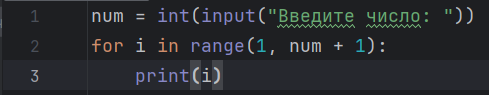 1 num = int(input("Введите число: "))
2 for i in range(1, num + 1):
3     print(i)